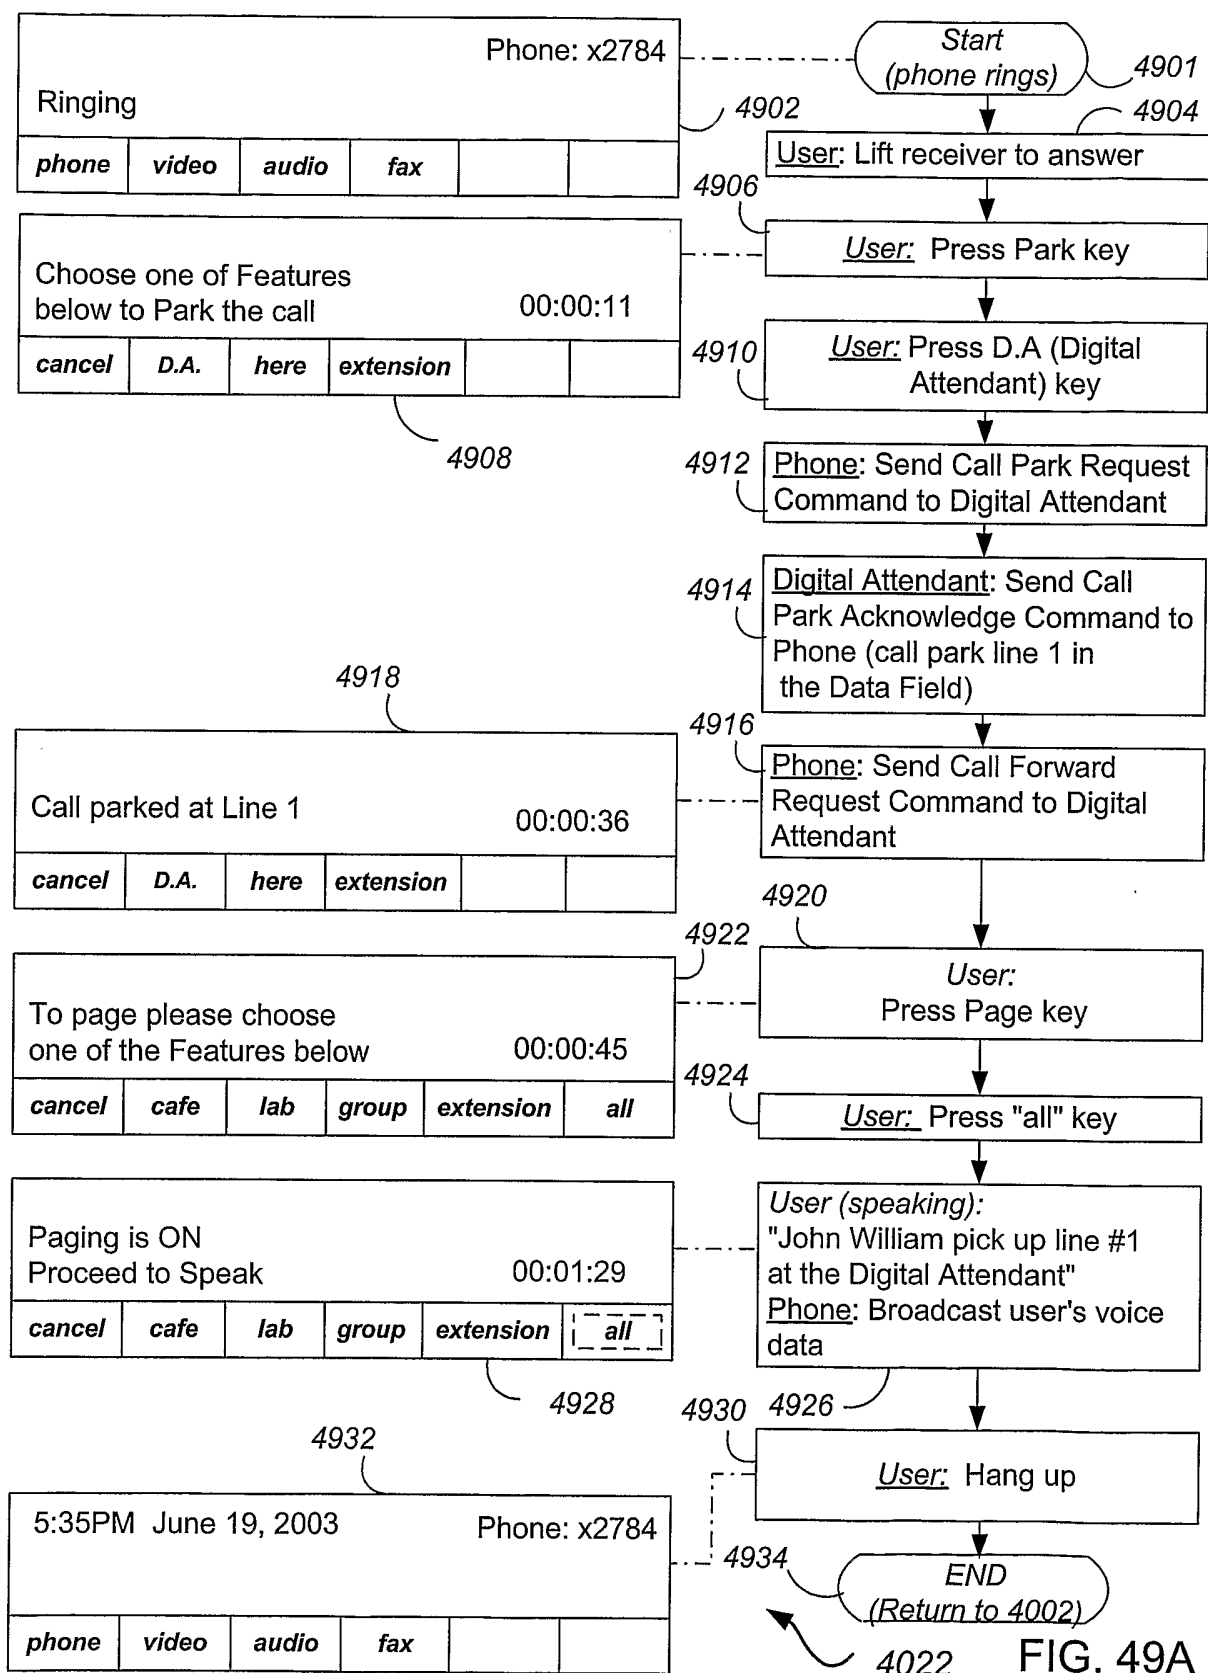 Phone: x2784
Ringing
phone video audio fax
4902
Start
(phone rings)
4901
4904
User: Lift receiver to answer
4906
User: Press Park key
Choose one of Features
below to Park the call 00:00:11
cancel D.A. here extension
4908
4910
User: Press D.A (Digital
Attendant) key
4912
Phone: Send Call Park Request
Command to Digital Attendant
4914
Digital Attendant: Send Call
Park Acknowledge Command to
Phone (call park line 1 in
the Data Field)
4918
4916
Phone: Send Call Forward
Request Command to Digital
Attendant
Call parked at Line 1 00:00:36
cancel D.A. here extension
4920
User:
Press Page key
4922
To page please choose
one of the Features below 00:00:45
cancel cafe lab group extension all
4924
User: Press "all" key
Paging is ON
Proceed to Speak 00:01:29
cancel cafe lab group extension all
4928
User (speaking):
"John William pick up line #1
at the Digital Attendant"
Phone: Broadcast user's voice
data
4926
4930
User: Hang up
4932
5:35PM June 19, 2003 Phone: x2784
phone video audio fax
4934
END
(Return to 4002)
4022
FIG. 49A